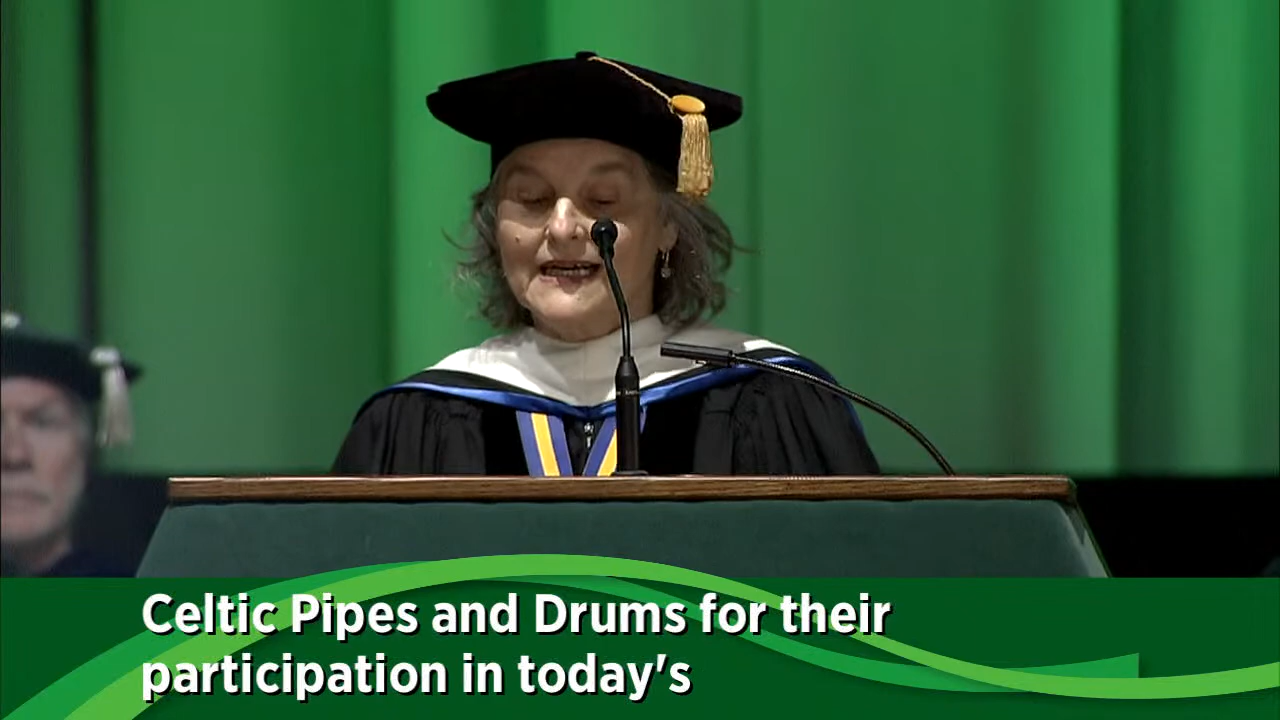 Celtic Pipes and Drums for their
participation in today's